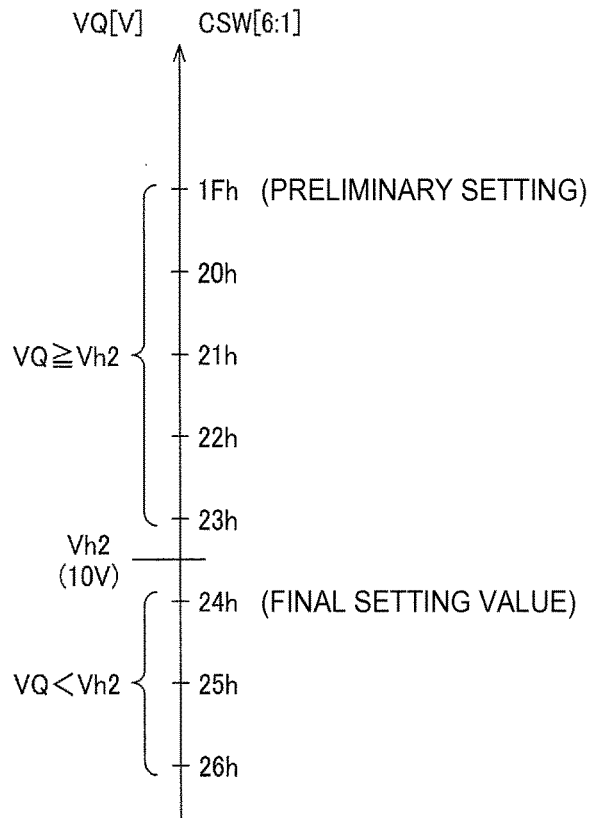 VQ[V] CSW[6:1]
1Fh (PRELIMINARY SETTING)
20h
VQ≧Vh2 21h
22h
23h
Vh2
(10V)
24h (FINAL SETTING VALUE)
VQ<Vh2 25h
26h